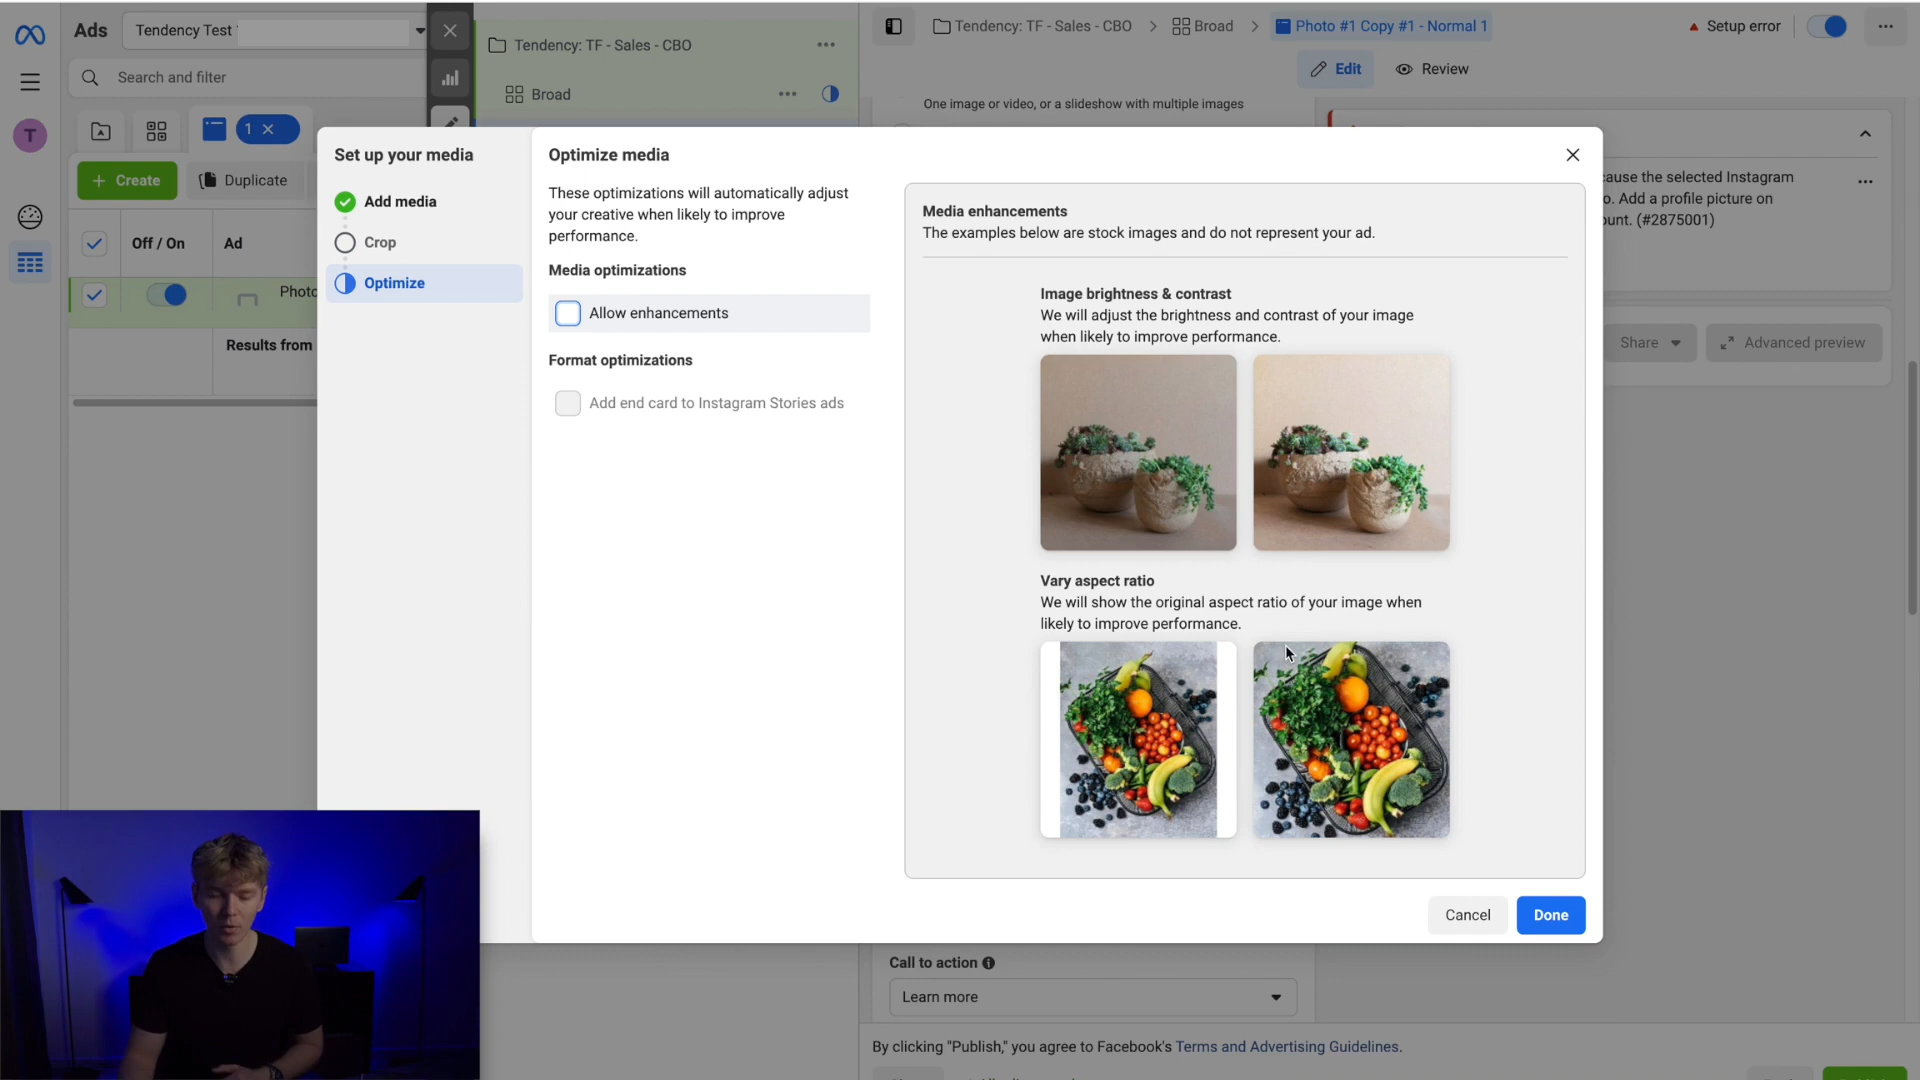 Ads
Tendency Test
Search and filter
1
T
Create
Duplicate
Off / On
Ad
Photo
Results from
Tendency: TF - Sales - CBO
Broad
Tendency: TF - Sales - CBO
Broad
Photo #1 Copy #1 - Normal 1
Setup error
Edit
Review
One image or video, or a slideshow with multiple images
Set up your media
Add media
Crop
Optimize
Optimize media
These optimizations will automatically adjust
your creative when likely to improve
performance.
Media optimizations
Allow enhancements
Format optimizations
Add end card to Instagram Stories ads
Media enhancements
The examples below are stock images and do not represent your ad.
Image brightness & contrast
We will adjust the brightness and contrast of your image
when likely to improve performance.
Vary aspect ratio
We will show the original aspect ratio of your image when
likely to improve performance.
Cancel
Done
cause the selected Instagram
o. Add a profile picture on
ount. (#2875001)
Share
Advanced preview
Call to action
Learn more
By clicking "Publish," you agree to Facebook's Terms and Advertising Guidelines.